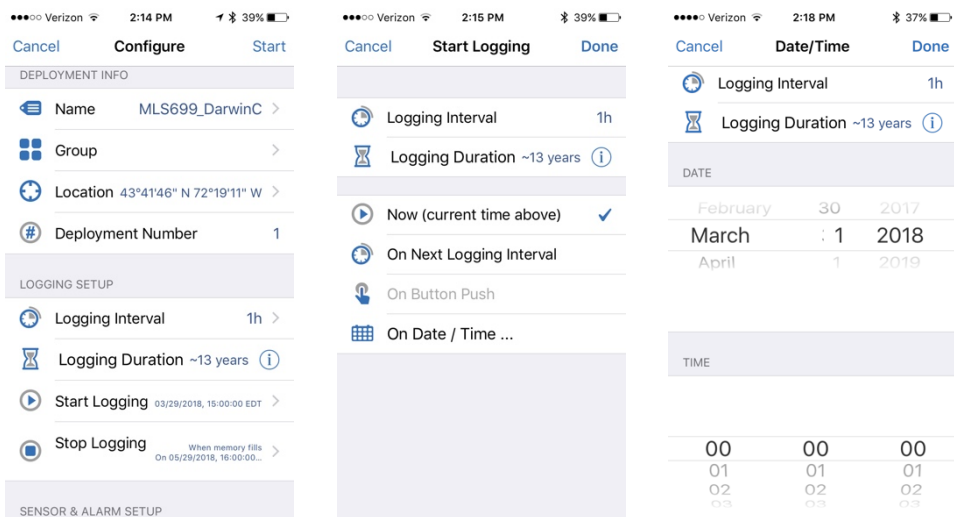 Verizon 2:14 PM 39%
Cancel Configure Start
DEPLOYMENT INFO
Name MLS699_DarwinC
Group
Location 43°41'46" N 72°19'11" W
# Deployment Number 1
LOGGING SETUP
Logging Interval 1h
Logging Duration ~13 years i
Start Logging 03/29/2018, 15:00:00 EDT
Stop Logging When memory fills
On 05/29/2018, 16:00:00...
SENSOR & ALARM SETUP
Verizon 2:15 PM 39%
Cancel Start Logging Done
Logging Interval 1h
Logging Duration ~13 years i
Now (current time above)
On Next Logging Interval
On Button Push
On Date / Time ...
Verizon 2:18 PM 37%
Cancel Date/Time Done
Logging Interval 1h
Logging Duration ~13 years i
DATE
February 30 2017
March 1 2018
April 1 2019
TIME
00 00 00
01 01 01
02 02 02
03 03 03